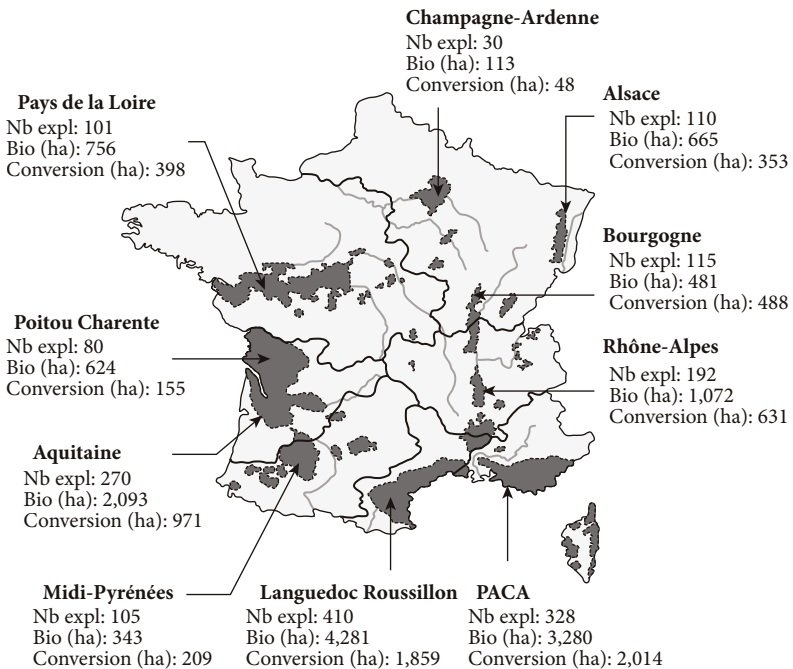 Champagne-Ardenne
Nb expl: 30
Bio (ha): 113
Conversion (ha): 48
Pays de la Loire
Nb expl: 101
Bio (ha): 756
Conversion (ha): 398
Alsace
Nb expl: 110
Bio (ha): 665
Conversion (ha): 353
Bourgogne
Nb expl: 115
Bio (ha): 481
Conversion (ha): 488
Poitou Charente
Nb expl: 80
Bio (ha): 624
Conversion (ha): 155
Rhône-Alpes
Nb expl: 192
Bio (ha): 1,072
Conversion (ha): 631
Aquitaine
Nb expl: 270
Bio (ha): 2,093
Conversion (ha): 971
Midi-Pyrénées
Nb expl: 105
Bio (ha): 343
Conversion (ha): 209
Languedoc Roussillon
Nb expl: 410
Bio (ha): 4,281
Conversion (ha): 1,859
PACA
Nb expl: 328
Bio (ha): 3,280
Conversion (ha): 2,014